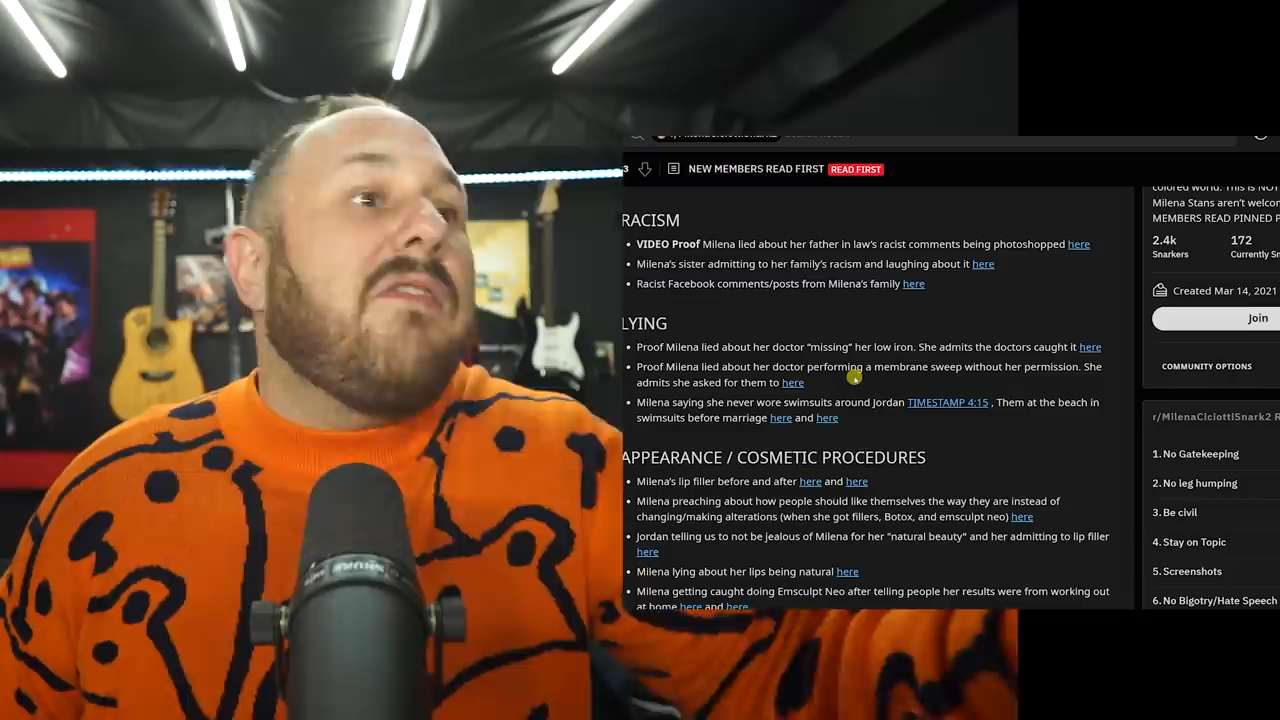 3
NEW MEMBERS READ FIRST READ FIRST
RACISM
• VIDEO Proof Milena lied about her father in law's racist comments being photoshopped here
• Milena's sister admitting to her family's racism and laughing about it here
• Racist Facebook comments/posts from Milena's family here
LYING
• Proof Milena lied about her doctor “missing” her low iron. She admits the doctors caught it here
• Proof Milena lied about her doctor performing a membrane sweep without her permission. She
admits she asked for them to here
• Milena saying she never wore swimsuits around Jordan TIMESTAMP 4:15 , Them at the beach in
swimsuits before marriage here and here
APPEARANCE / COSMETIC PROCEDURES
• Milena's lip filler before and after here and here
• Milena preaching about how people should like themselves the way they are instead of
changing/making alterations (when she got fillers, Botox, and emsculpt neo) here
• Jordan telling us to not be jealous of Milena for her "natural beauty" and her admitting to lip filler
here
• Milena lying about her lips being natural here
• Milena getting caught doing Emsculpt Neo after telling people her results were from working out
at home here and here
colored world. This is NOT
Milena Stans aren't welcom
MEMBERS READ PINNED P
2.4k 172
Snarkers Currently Sn
Created Mar 14, 2021
Join
COMMUNITY OPTIONS
r/MilenaCiciottiSnark2 R
1. No Gatekeeping
2. No leg humping
3. Be civil
4. Stay on Topic
5. Screenshots
6. No Bigotry/Hate Speech
SHURE